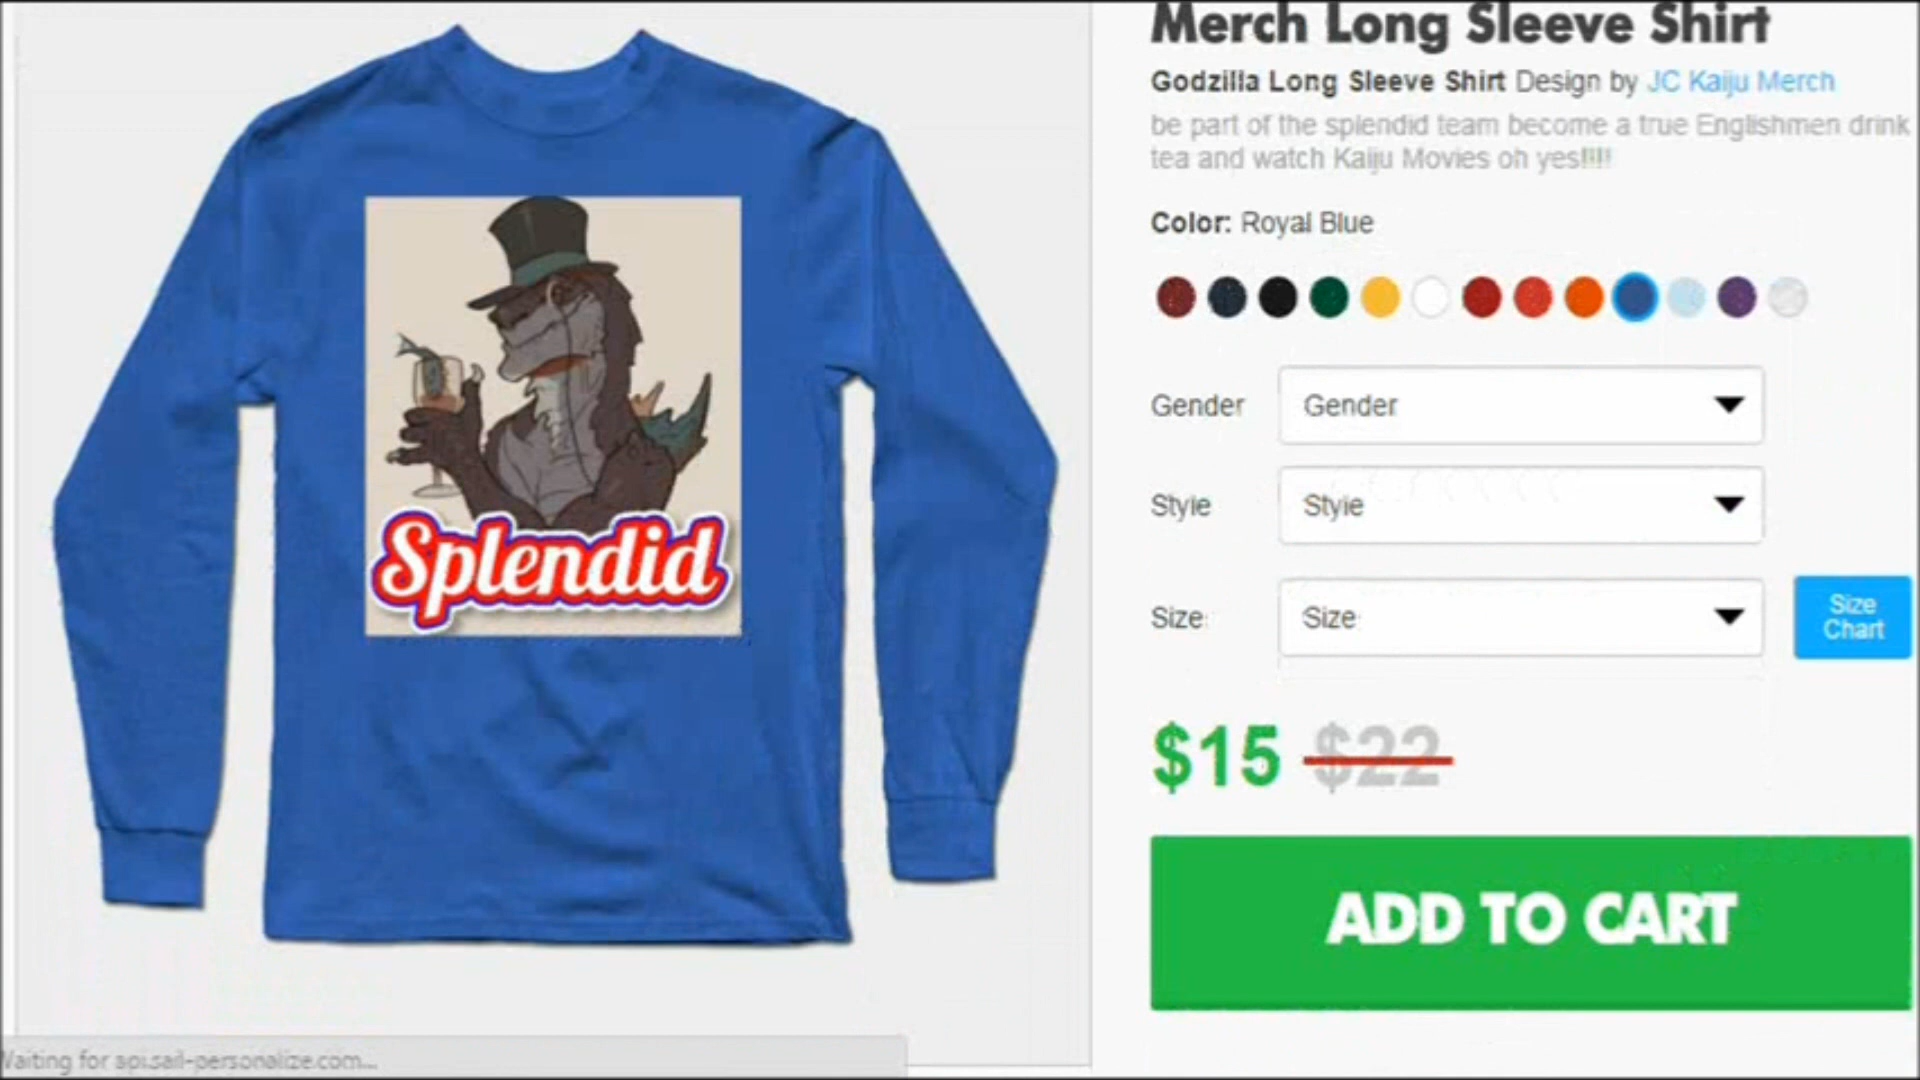 Merch Long Sleeve Shirt
Godzilla Long Sleeve Shirt Design by JC Kaiju Merch
be part of the splendid team become a true Englishmen drink
tea and watch Kaiju Movies oh yes!!!!
Color: Royal Blue
Gender Gender
Style Style
Size Size
Size
Chart
$15 $22
ADD TO CART
Splendid
Waiting for api.sail-personalize.com...